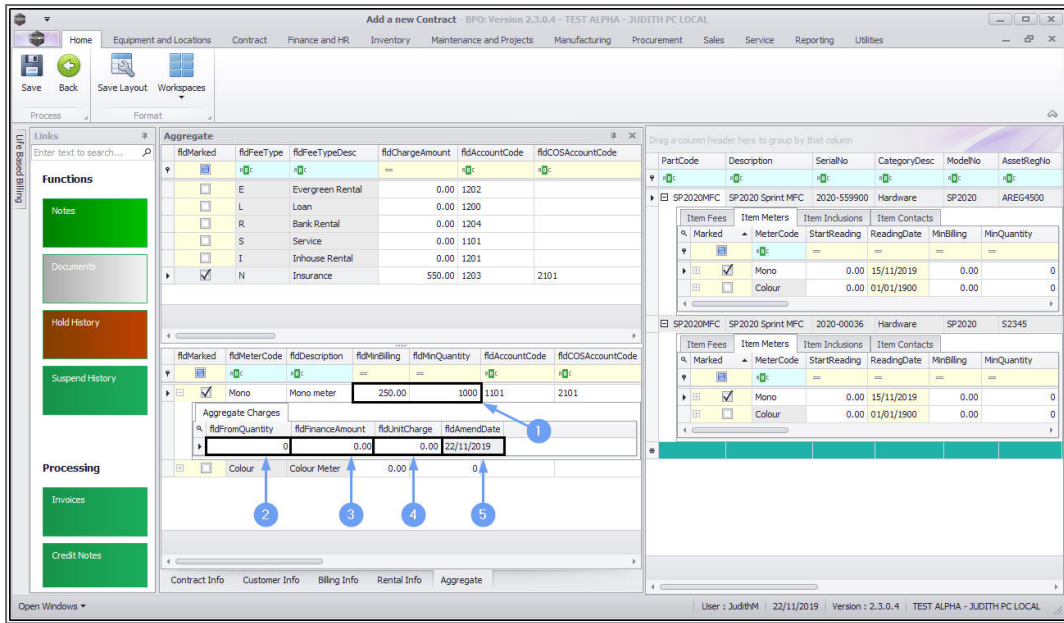 Add a new Contract - BPO: Version 2.3.0.4 - TEST ALPHA - JUDITH PC LOCAL
Home Equipment and Locations Contract Finance and HR Inventory Maintenance and Projects Manufacturing Procurement Sales Service Reporting Utilities
Save Back Save Layout Workspaces
Process Format
Life Based Billing
Links
Enter text to search...
Functions
Notes
Documents
Hold History
Suspend History
Processing
Invoices
Credit Notes
Aggregate
fldMarked fldFeeType fldFeeTypeDesc fldChargeAmount fldAccountCode fldCOSAccountCode
E Evergreen Rental 0.00 1202
L Loan 0.00 1200
R Bank Rental 0.00 1204
S Service 0.00 1101
I Inhouse Rental 0.00 1201
N Insurance 550.00 1203 2101
fldMarked fldMeterCode fldDescription fldMinBilling fldMinQuantity fldAccountCode fldCOSAccountCode
Mono Mono meter 250.00 1000 1101 2101
Aggregate Charges
fldFromQuantity fldFinanceAmount fldUnitCharge fldAmendDate
0 0.00 0.00 22/11/2019
Colour Colour Meter 0.00 0
1
2 3 4 5
Contract Info Customer Info Billing Info Rental Info Aggregate
Drag a column header here to group by that column
PartCode Description SerialNo CategoryDesc ModelNo AssetRegNo
SP2020MFC SP2020 Sprint MFC 2020-559900 Hardware SP2020 AREG4500
Item Fees Item Meters Item Inclusions Item Contacts
Marked MeterCode StartReading ReadingDate MinBilling MinQuantity
Mono 0.00 15/11/2019 0.00 0
Colour 0.00 01/01/1900 0.00 0
SP2020MFC SP2020 Sprint MFC 2020-00036 Hardware SP2020 S2345
Item Fees Item Meters Item Inclusions Item Contacts
Marked MeterCode StartReading ReadingDate MinBilling MinQuantity
Mono 0.00 15/11/2019 0.00 0
Colour 0.00 01/01/1900 0.00 0
Open Windows User : JudithM 22/11/2019 Version : 2.3.0.4 TEST ALPHA - JUDITH PC LOCAL